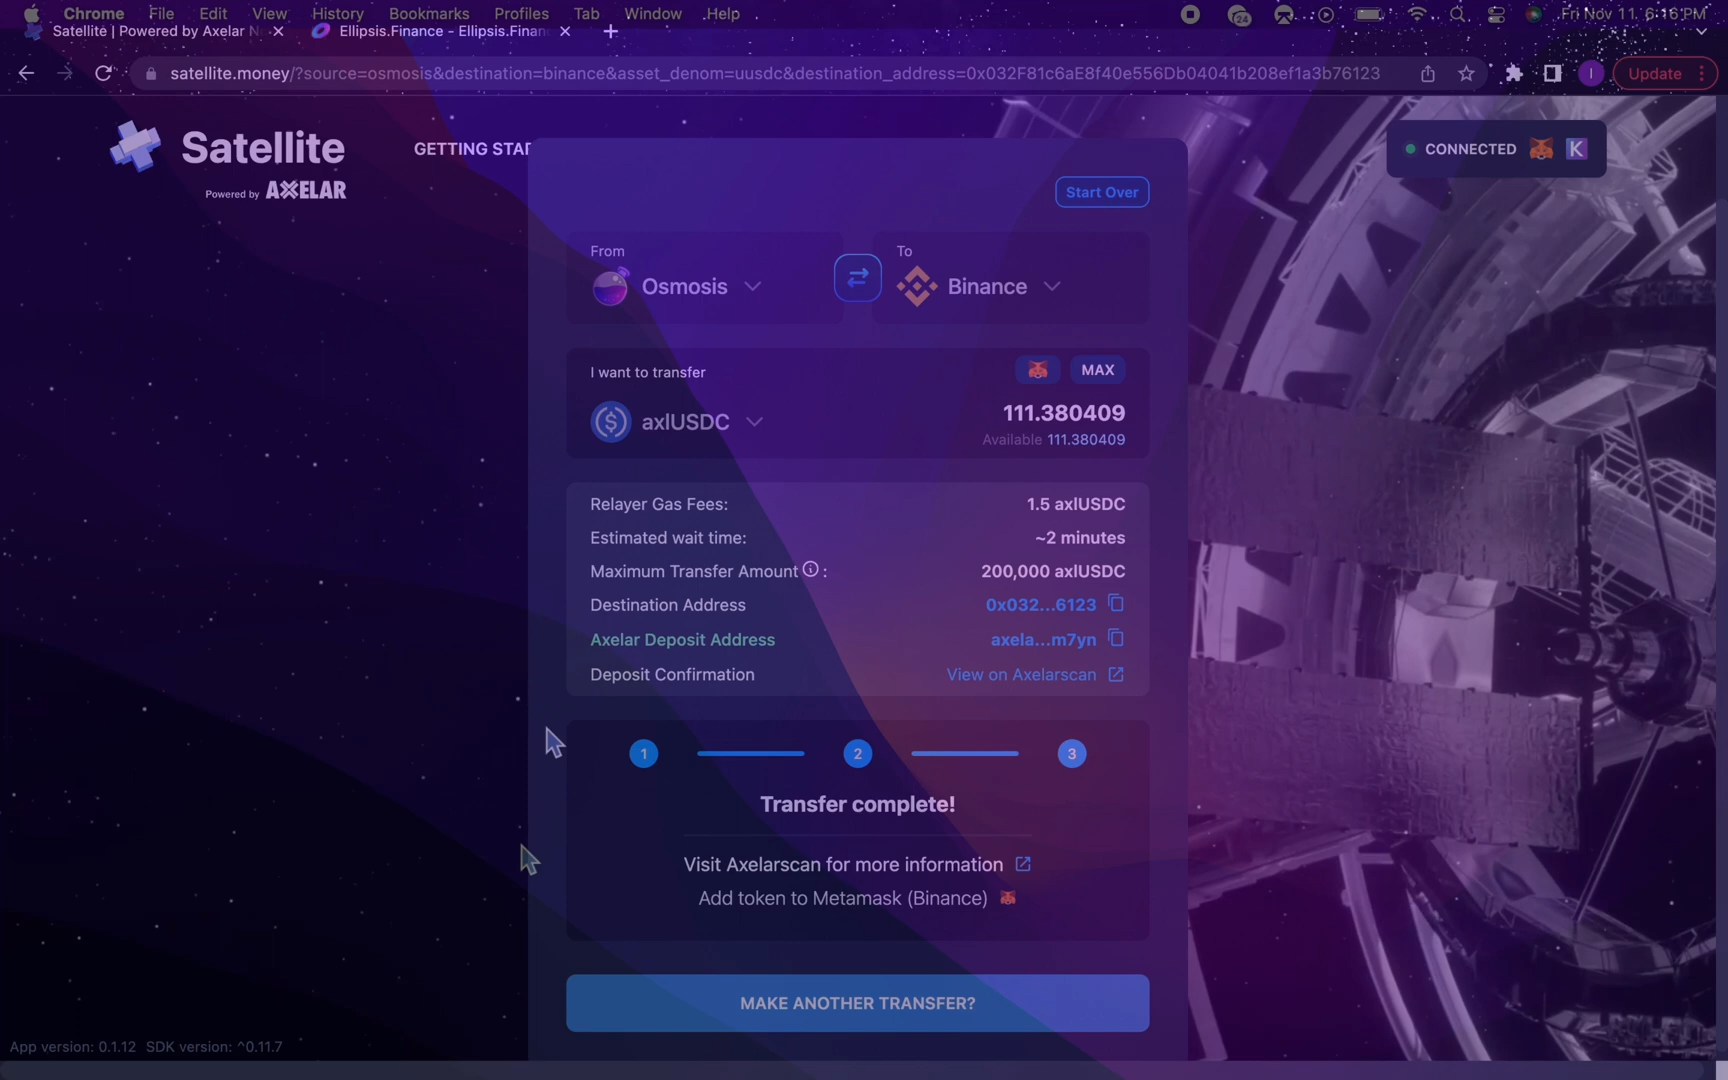 Chrome File Edit View History Bookmarks Profiles Tab Window Help
24
Fri Nov 11 6:16 PM
Satellite | Powered by Axelar N
Ellipsis.Finance - Ellipsis.Finan
satellite.money/?source=osmosis&destination=binance&asset_denom=uusdc&destination_address=0x032F81c6aE8f40e556Db04041b208ef1a3b76123
I
Update
Satellite
Powered by AXELAR
GETTING STAR
CONNECTED
K
Start Over
From
Osmosis
To
Binance
I want to transfer
MAX
axlUSDC
111.380409
Available 111.380409
Relayer Gas Fees: 1.5 axlUSDC
Estimated wait time: ~2 minutes
Maximum Transfer Amount : 200,000 axlUSDC
Destination Address 0x032...6123
Axelar Deposit Address axela...m7yn
Deposit Confirmation View on Axelarscan
1 2 3
Transfer complete!
Visit Axelarscan for more information
Add token to Metamask (Binance)
MAKE ANOTHER TRANSFER?
App version: 0.1.12 SDK version: ^0.11.7